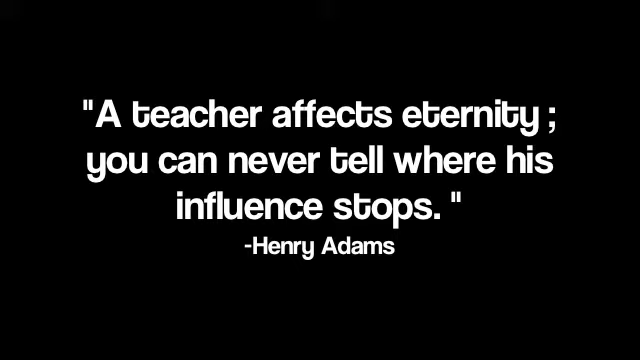 "A teacher affects eternity ;
you can never tell where his
influence stops. "
-Henry Adams